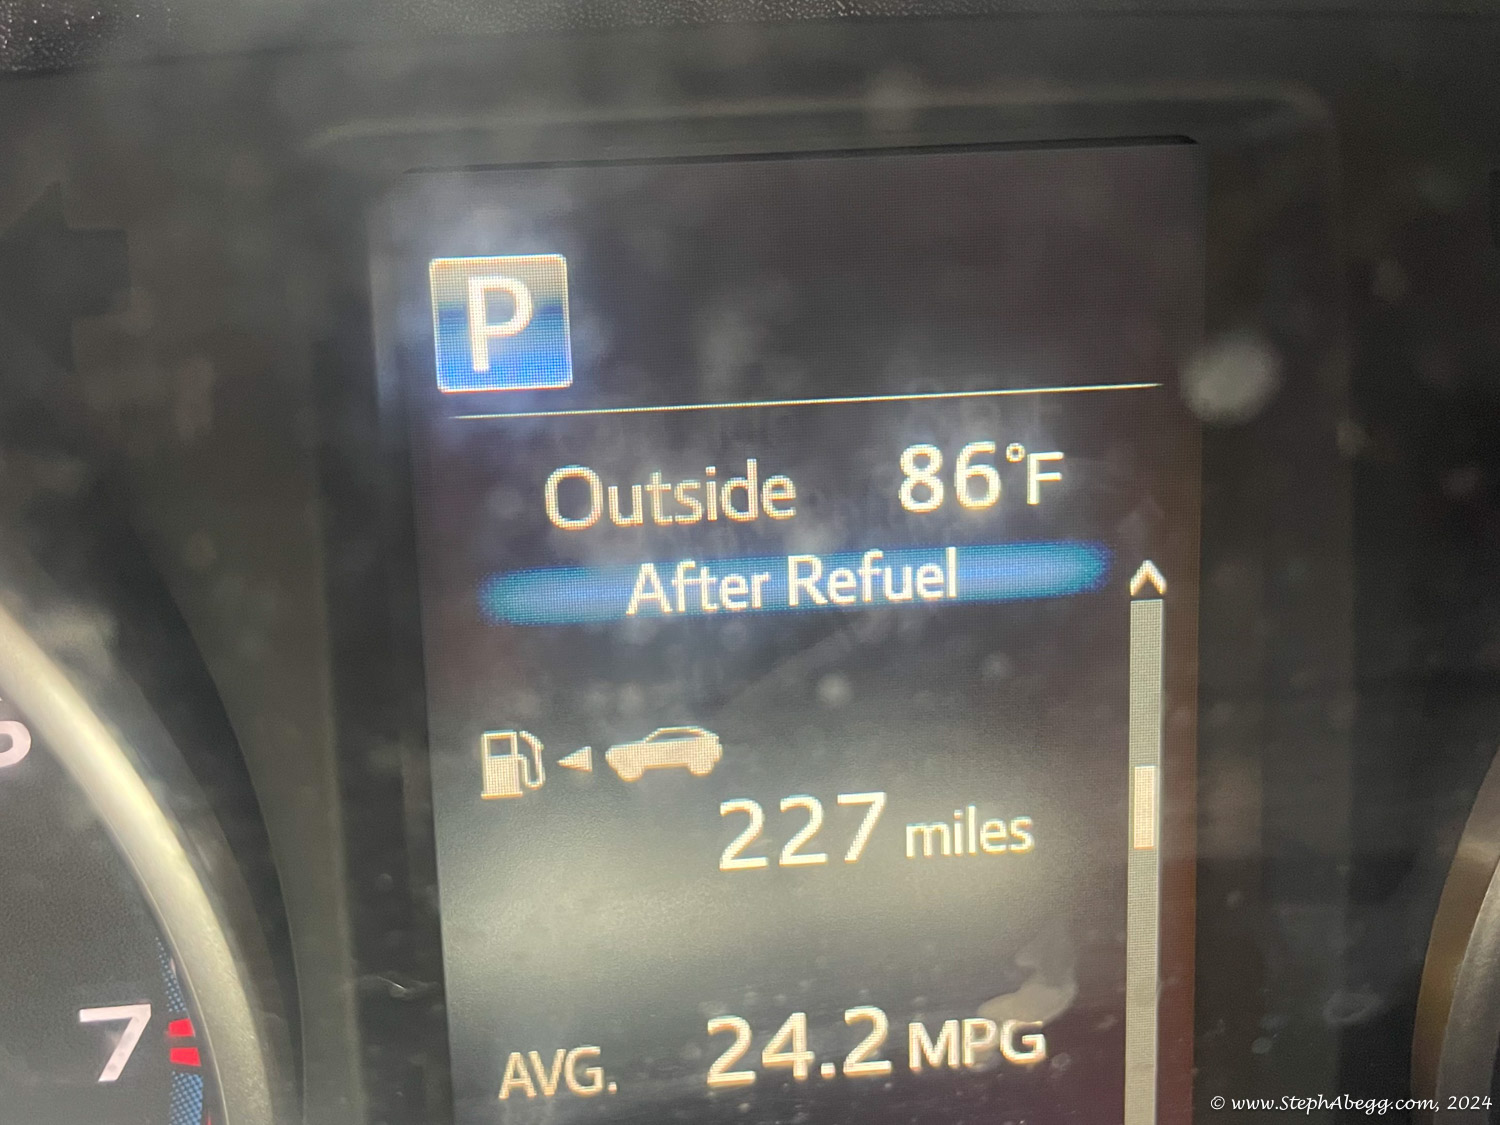 P
Outside 86°F
After Refuel
227 miles
AVG. 24.2 MPG
7
© www.StephAbegg.com, 2024